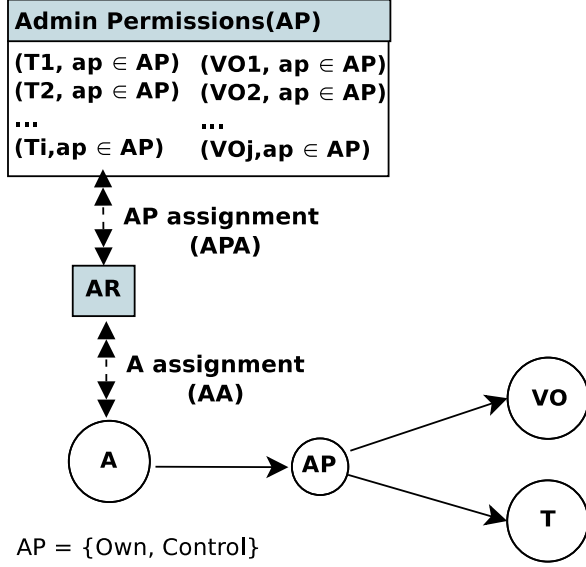 Admin Permissions(AP)
(T1, ap ∈ AP) (VO1, ap ∈ AP)
(T2, ap ∈ AP) (VO2, ap ∈ AP)
... ...
(Ti,ap ∈ AP) (VOj,ap ∈ AP)
AP assignment
(APA)
AR
A assignment
(AA)
VO
A
AP
T
AP = {Own, Control}